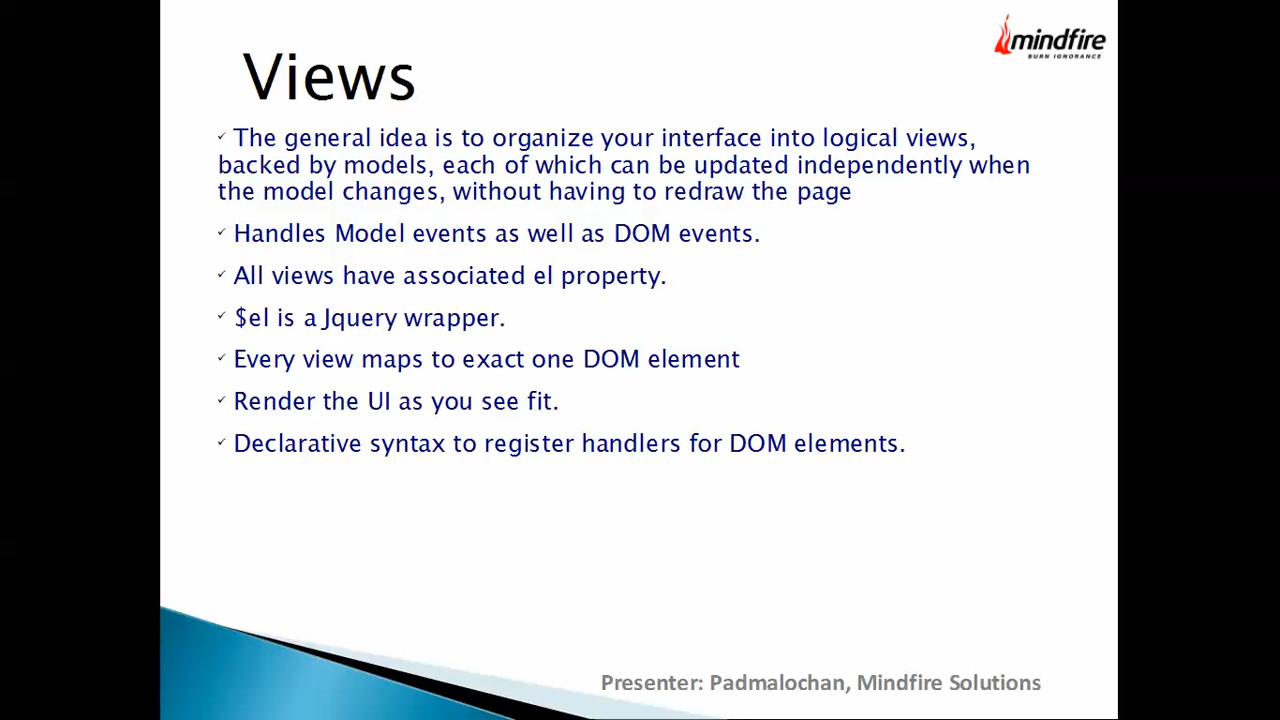 mindfire
BURN IGNORANCE
Views
✓ The general idea is to organize your interface into logical views,
backed by models, each of which can be updated independently when
the model changes, without having to redraw the page
✓ Handles Model events as well as DOM events.
✓ All views have associated el property.
✓ $el is a Jquery wrapper.
✓ Every view maps to exact one DOM element
✓ Render the UI as you see fit.
✓ Declarative syntax to register handlers for DOM elements.
Presenter: Padmalochan, Mindfire Solutions